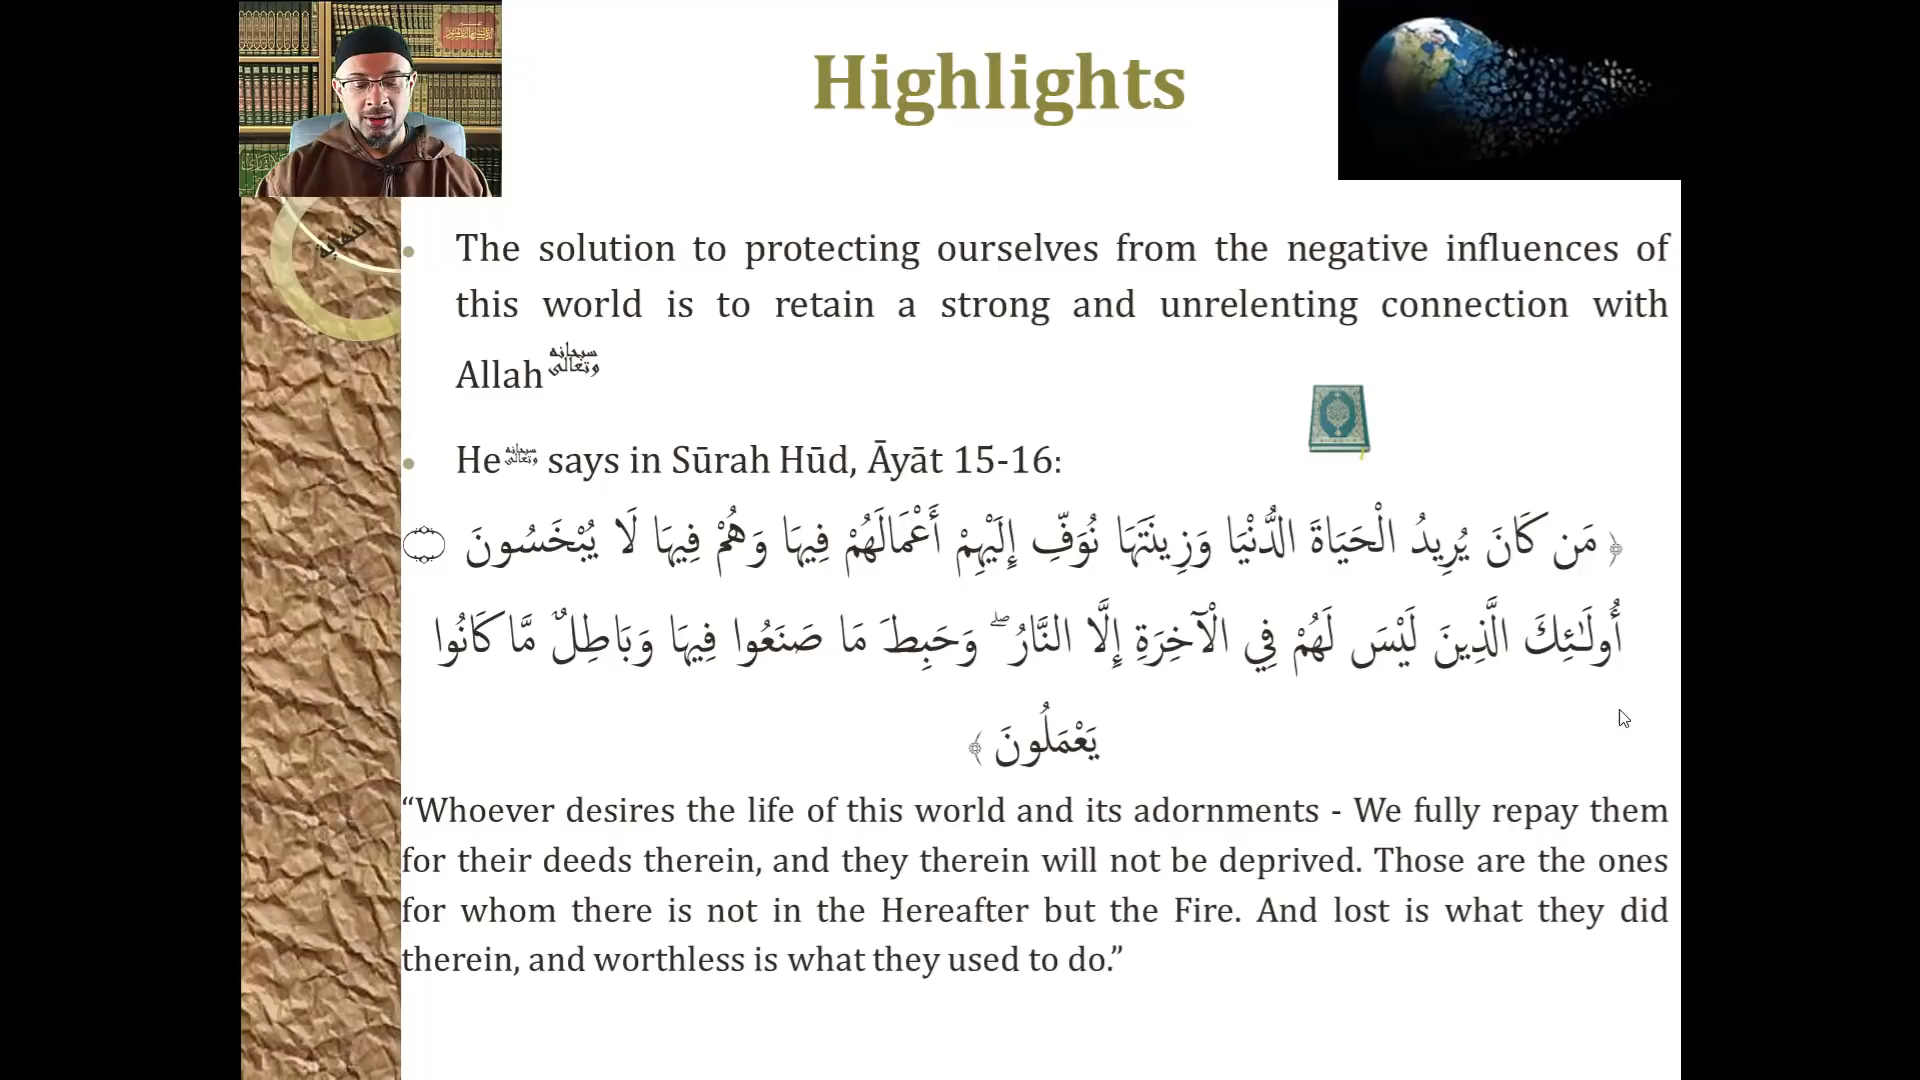 Highlights
النهاية
The solution to protecting ourselves from the negative influences of
this world is to retain a strong and unrelenting connection with
Allah سبحانه وتعالى
He سبحانه وتعالى says in Sūrah Hūd, Āyāt 15-16:
﴿ مَن كَانَ يُرِيدُ الْحَيَاةَ الدُّنْيَا وَزِينَتَهَا نُوَفِّ إِلَيْهِمْ أَعْمَالَهُمْ فِيهَا وَهُمْ فِيهَا لَا يُبْخَسُونَ ۝
أُولَـٰئِكَ الَّذِينَ لَيْسَ لَهُمْ فِي الْآخِرَةِ إِلَّا النَّارُ ۖ وَحَبِطَ مَا صَنَعُوا فِيهَا وَبَاطِلٌ مَّا كَانُوا
يَعْمَلُونَ ﴾
“Whoever desires the life of this world and its adornments - We fully repay them
for their deeds therein, and they therein will not be deprived. Those are the ones
for whom there is not in the Hereafter but the Fire. And lost is what they did
therein, and worthless is what they used to do.”